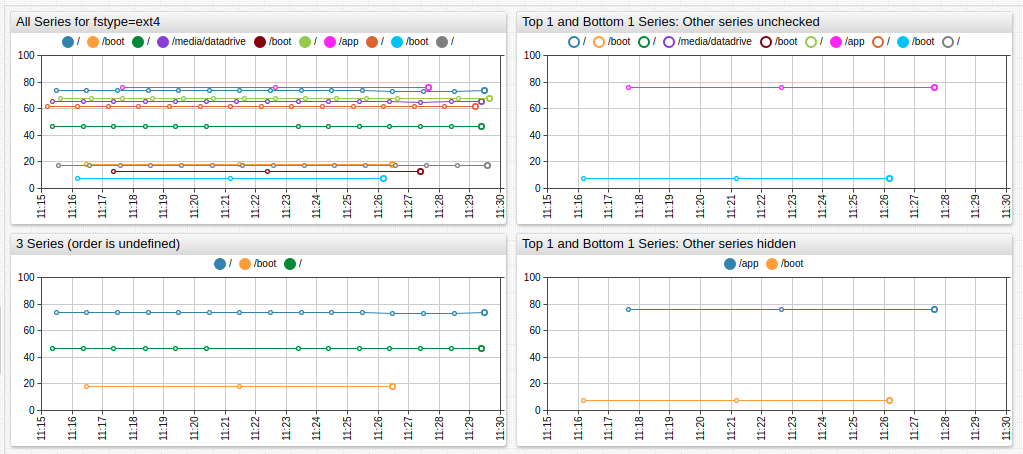 All Series for fstype=ext4
/ /boot / /media/datadrive /boot / /app / /boot /
100
80
60
40
20
0
11:15 11:16 11:17 11:18 11:19 11:20 11:21 11:22 11:23 11:24 11:25 11:26 11:27 11:28 11:29 11:30
Top 1 and Bottom 1 Series: Other series unchecked
/ /boot / /media/datadrive /boot / /app / /boot /
100
80
60
40
20
0
11:15 11:16 11:17 11:18 11:19 11:20 11:21 11:22 11:23 11:24 11:25 11:26 11:27 11:28 11:29 11:30
3 Series (order is undefined)
/ /boot /
100
80
60
40
20
0
11:15 11:16 11:17 11:18 11:19 11:20 11:21 11:22 11:23 11:24 11:25 11:26 11:27 11:28 11:29 11:30
Top 1 and Bottom 1 Series: Other series hidden
/app /boot
100
80
60
40
20
0
11:15 11:16 11:17 11:18 11:19 11:20 11:21 11:22 11:23 11:24 11:25 11:26 11:27 11:28 11:29 11:30